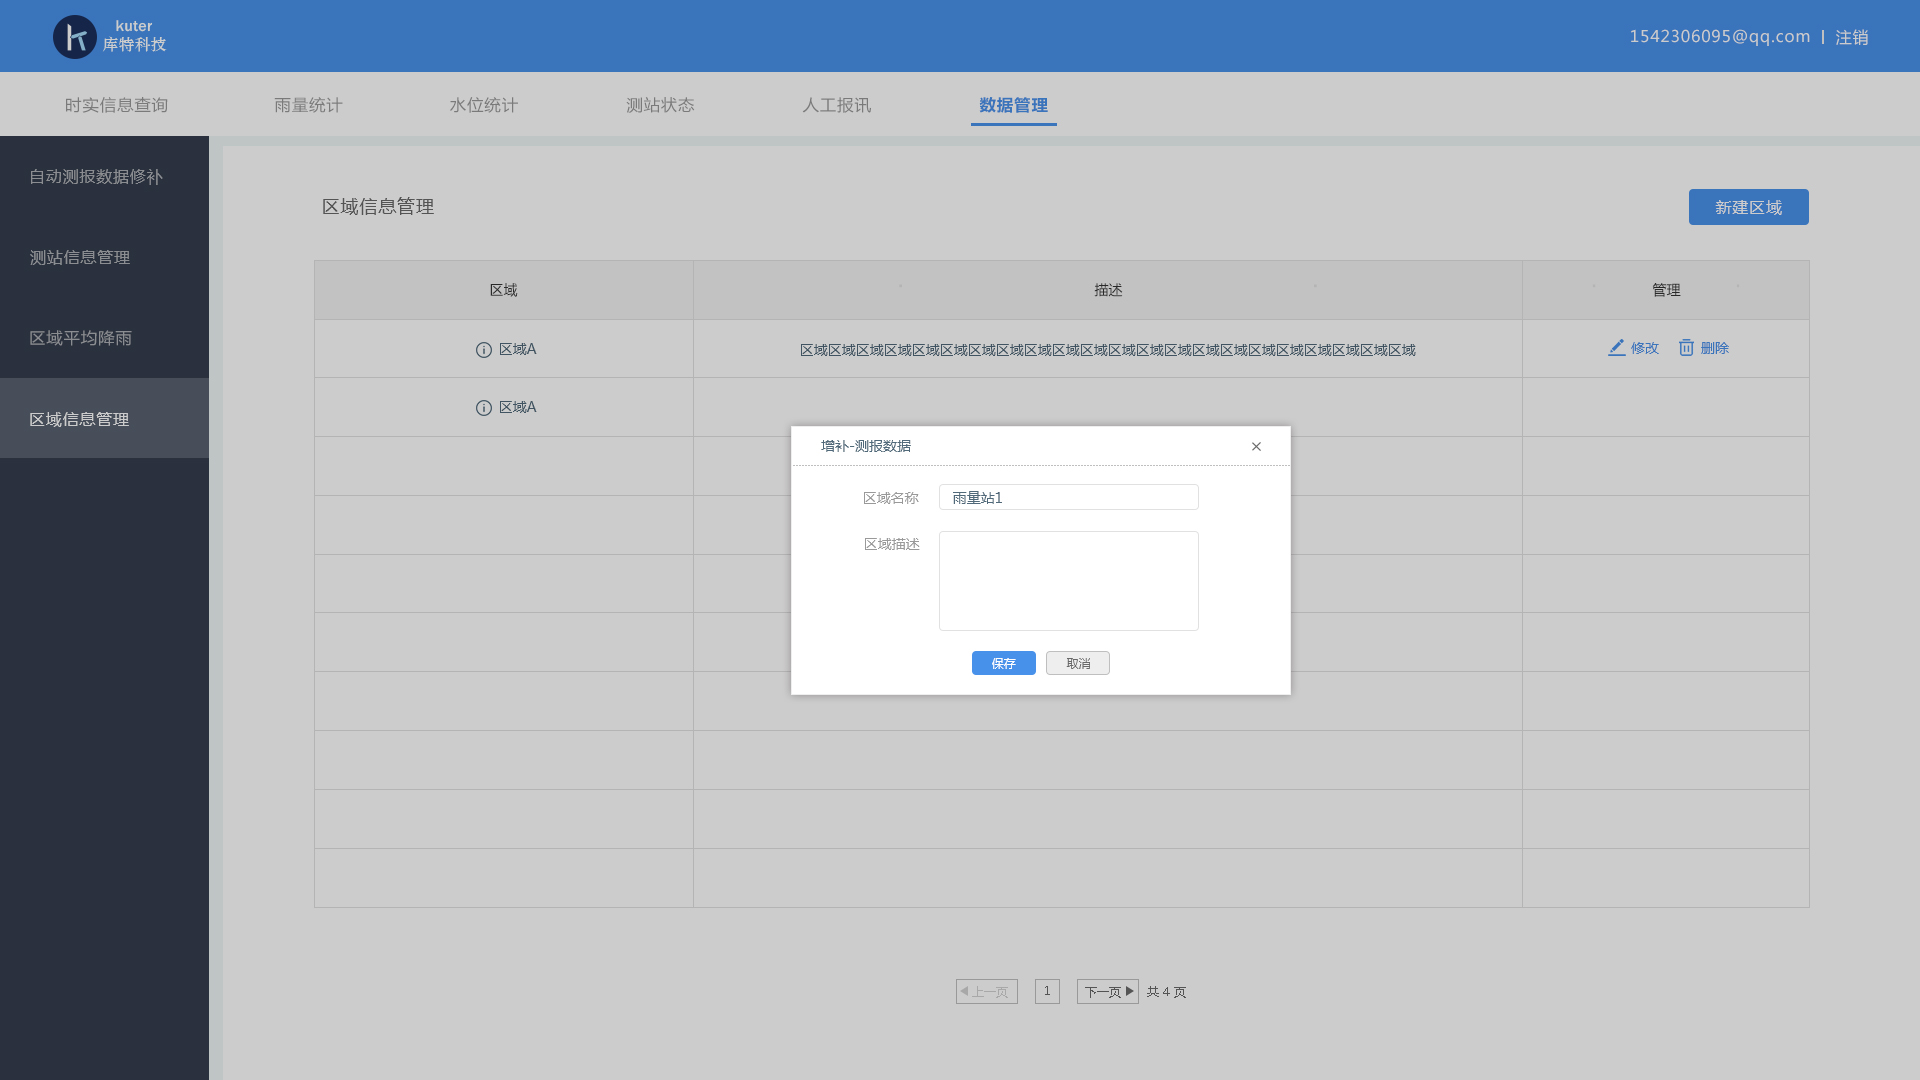 kuter
库特科技
1542306095@qq.com | 注销
时实信息查询 雨量统计 水位统计 测站状态 人工报讯 数据管理
自动测报数据修补
测站信息管理
区域平均降雨
区域信息管理
区域信息管理 新建区域
区域 描述 管理
区域A 区域区域区域区域区域区域区域区域区域区域区域区域区域区域区域区域区域区域区域区域区域区域 修改 删除
区域A
增补-测报数据 ×
区域名称 雨量站1
区域描述
保存 取消
上一页 1 下一页 共 4 页